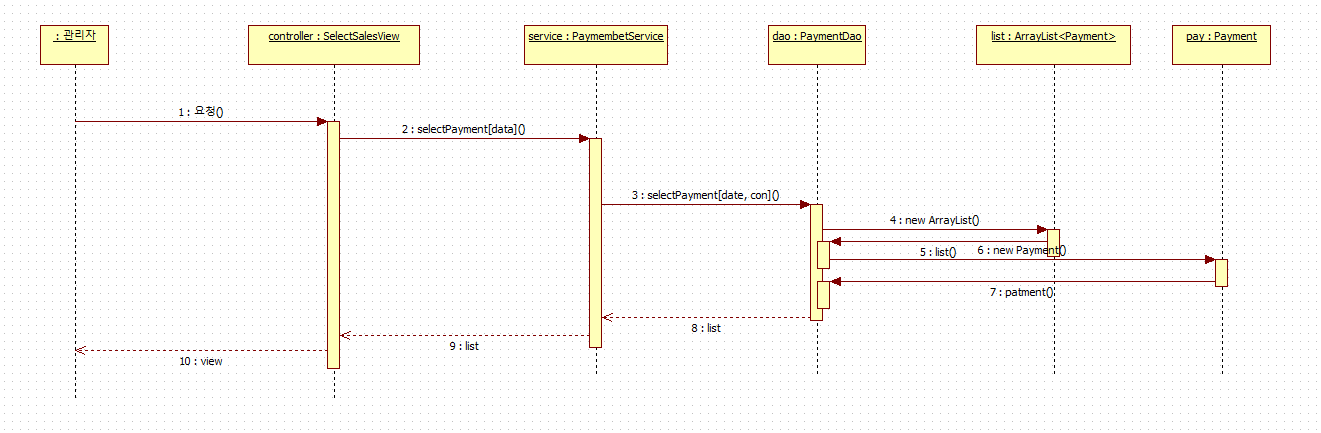 : 관리자
controller : SelectSalesView
service : PaymembetService
dao : PaymentDao
list : ArrayList<Payment>
pay : Payment
1 : 요청()
2 : selectPayment[data]()
3 : selectPayment[date, con]()
4 : new ArrayList()
5 : list()
6 : new Payment()
7 : patment()
8 : list
9 : list
10 : view